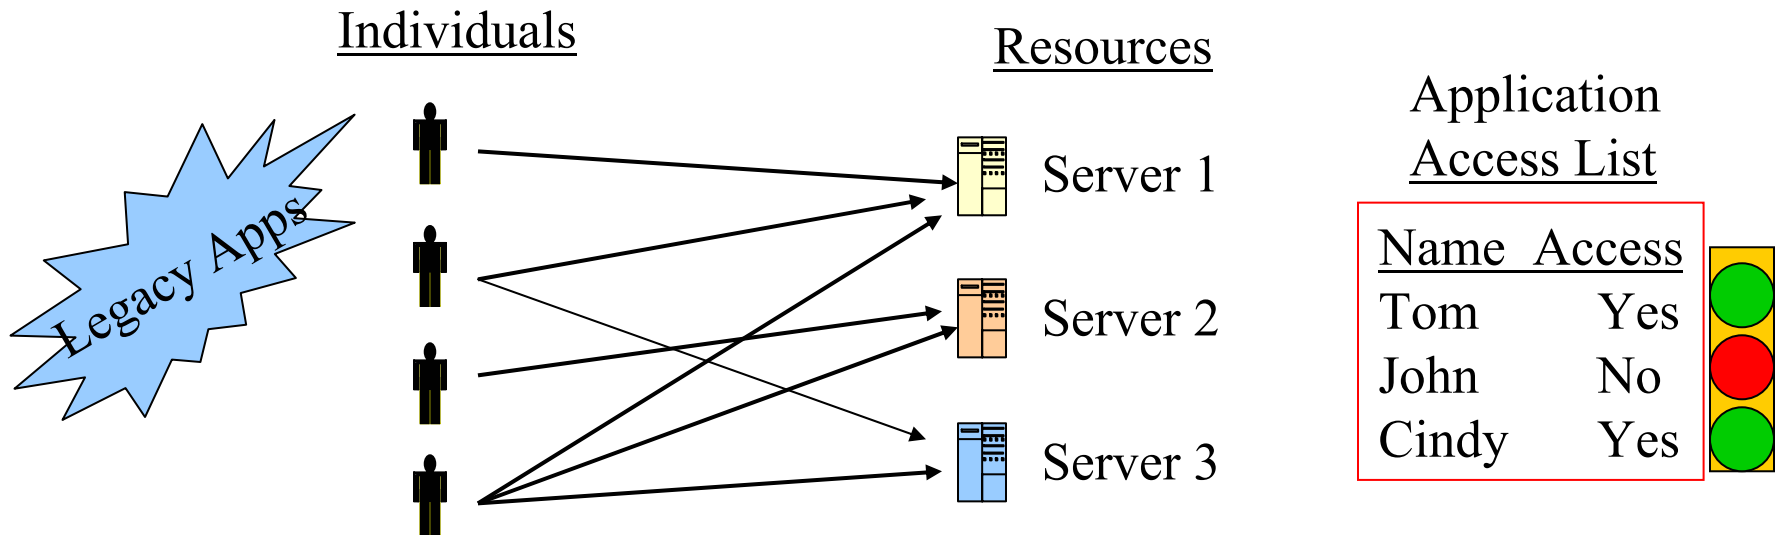 Individuals
Resources
Legacy Apps
Server 1
Server 2
Server 3
Application
Access List
Name Access
Tom Yes
John No
Cindy Yes